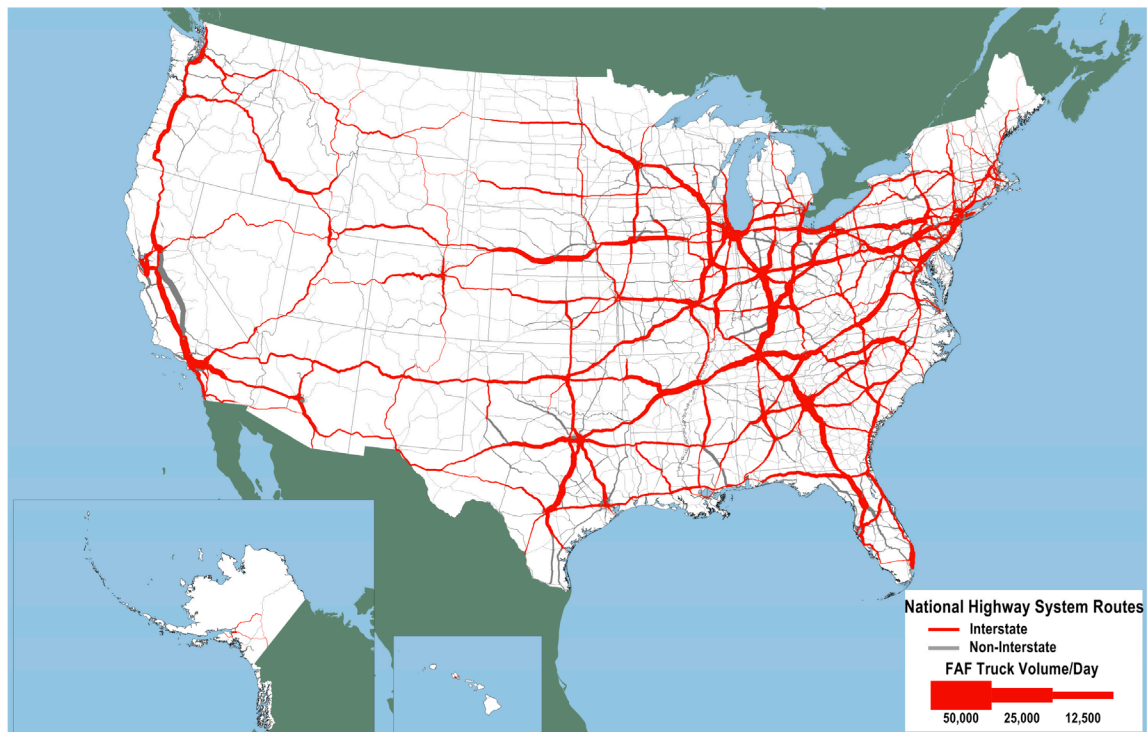 National Highway System Routes
Interstate
Non-Interstate
FAF Truck Volume/Day
50,000 25,000 12,500